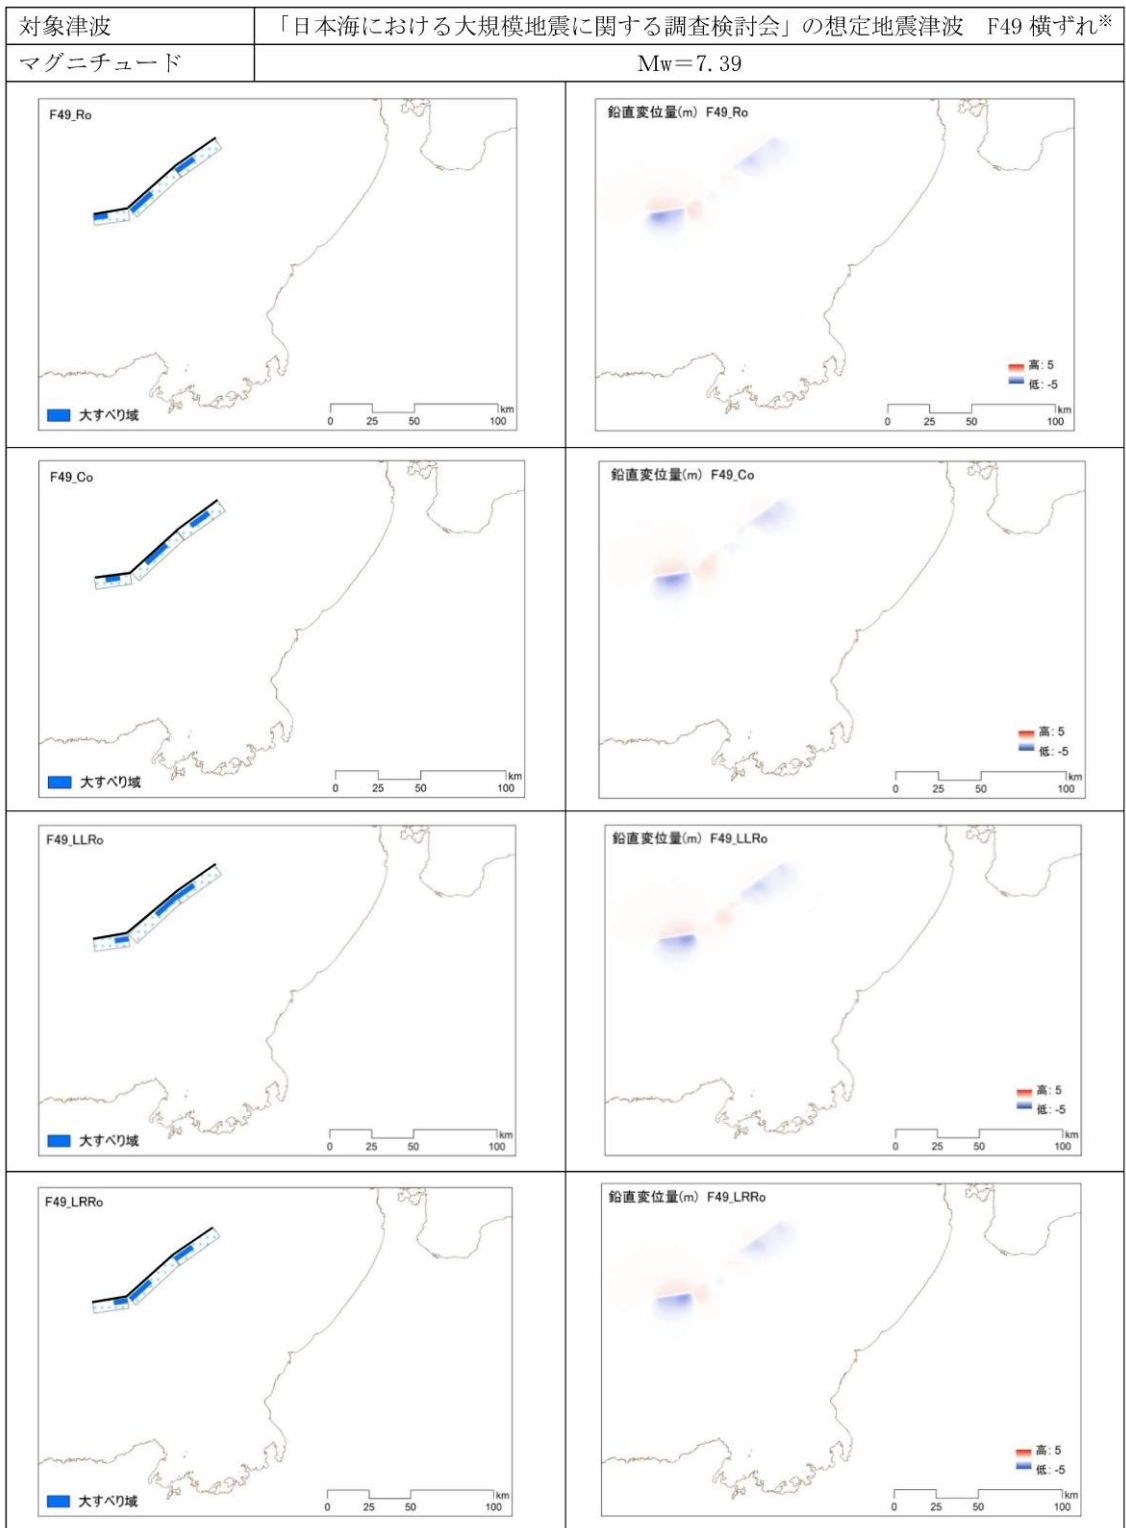 対象津波 「日本海における大規模地震に関する調査検討会」の想定地震津波 F49 横ずれ※
マグニチュード Mw=7.39
F49_Ro
大すべり域
km
0 25 50 100
鉛直変位量(m) F49_Ro
高: 5
低: -5
km
0 25 50 100
F49_Co
大すべり域
km
0 25 50 100
鉛直変位量(m) F49_Co
高: 5
低: -5
km
0 25 50 100
F49_LLRo
大すべり域
km
0 25 50 100
鉛直変位量(m) F49_LLRo
高: 5
低: -5
km
0 25 50 100
F49_LRRo
大すべり域
km
0 25 50 100
鉛直変位量(m) F49_LRRo
高: 5
低: -5
km
0 25 50 100